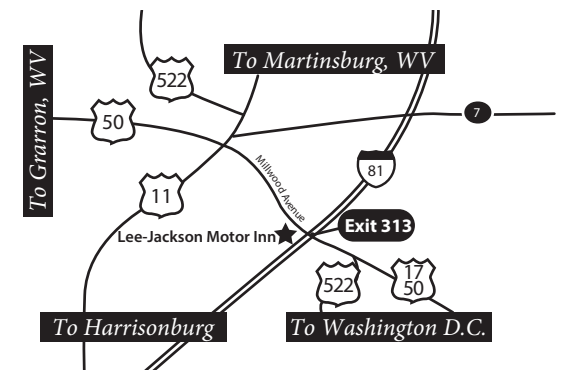 To Martinsburg, WV
522
To Grarron, WV
50
7
Millwood Avenue
81
11
Exit 313
Lee-Jackson Motor Inn
522
17
50
To Harrisonburg
To Washington D.C.